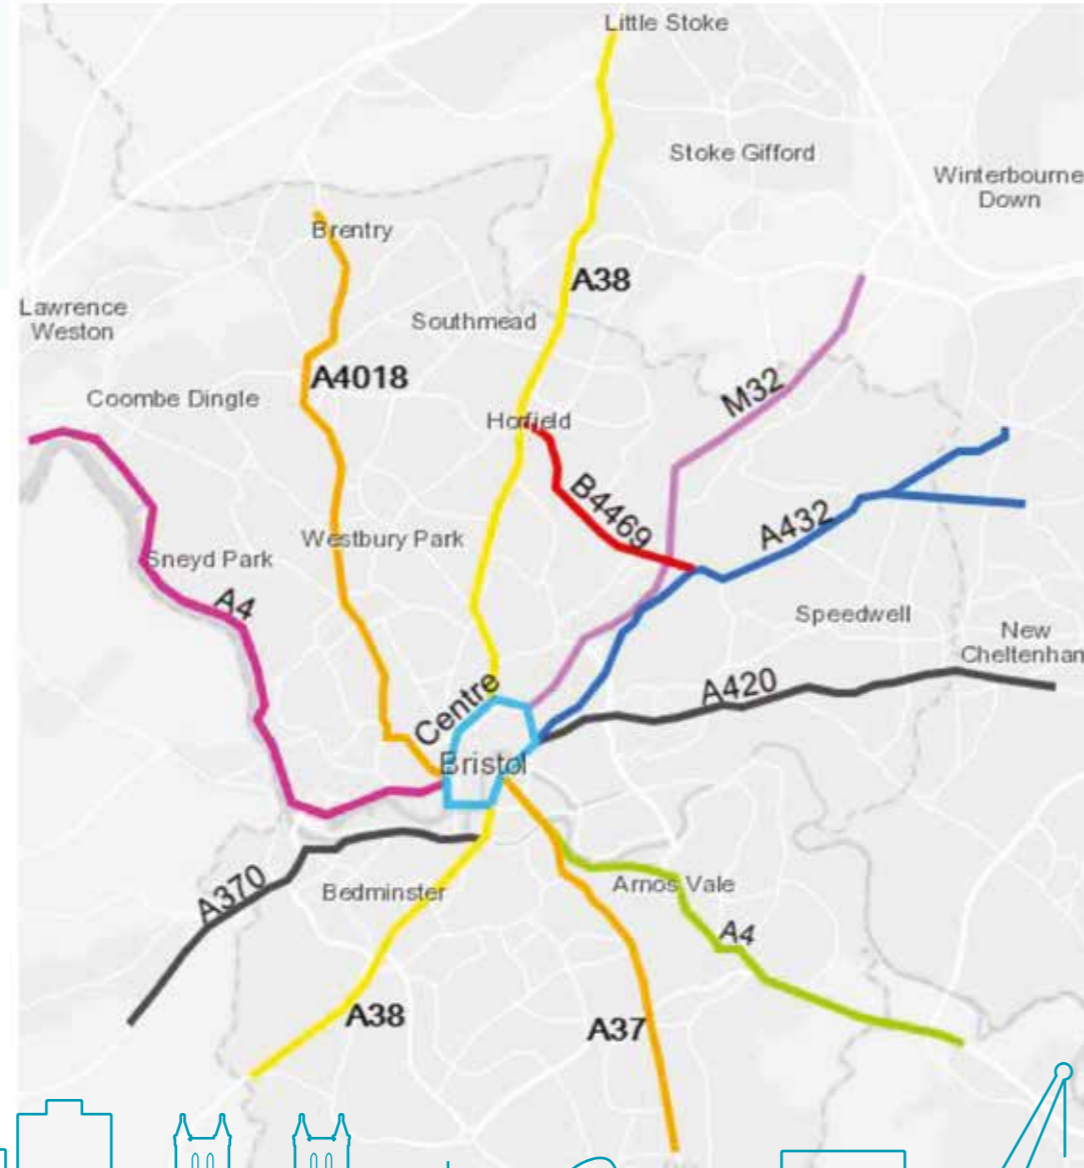 Little Stoke
Stoke Gifford
Winterbourne
Down
Brentry
A38
Lawrence
Weston
Southmead
A4018
M32
Coombe Dingle
Horfield
B4469
A432
Westbury Park
Sneyd Park
A4
Speedwell
New
Cheltenham
A420
Centre
Bristol
A370
Bedminster
Arnos Vale
A4
A38
A37